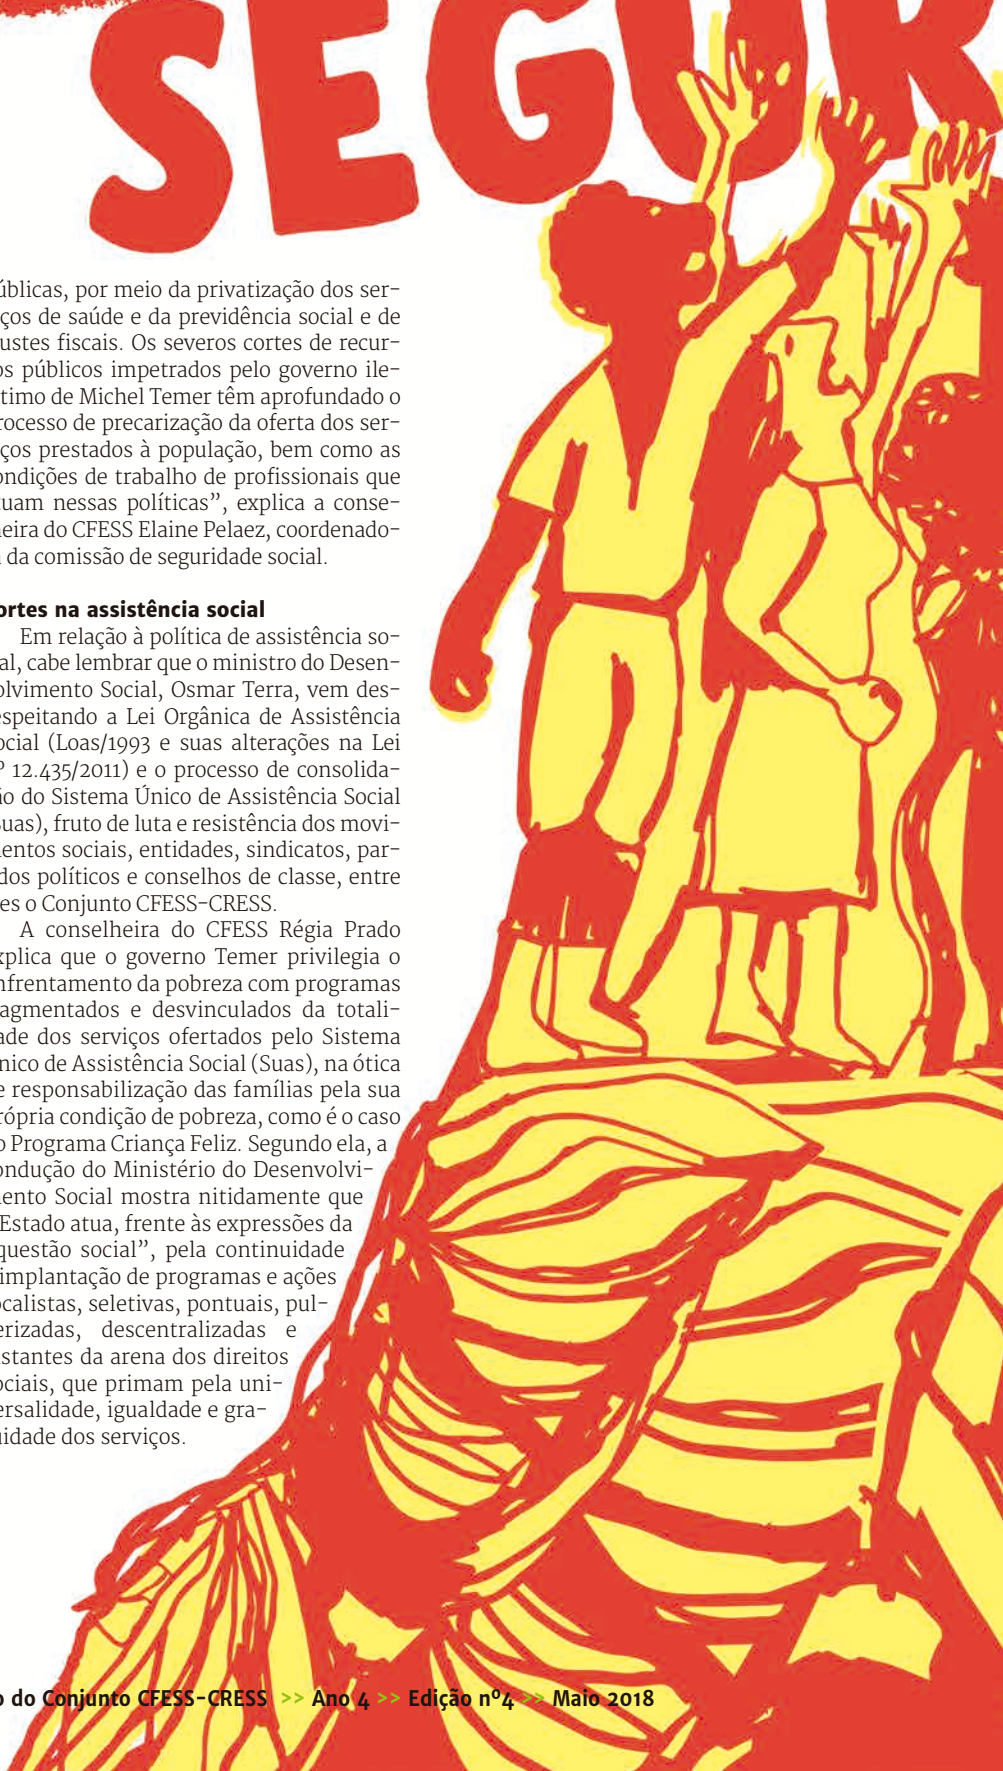 SEGUR
úblicas, por meio da privatização dos ser-
ços de saúde e da previdência social e de
ustes fiscais. Os severos cortes de recur-
os públicos impetrados pelo governo ile-
timo de Michel Temer têm aprofundado o
rocesso de precarização da oferta dos ser-
ços prestados à população, bem como as
ondições de trabalho de profissionais que
uam nessas políticas”, explica a conse-
heira do CFESS Elaine Pelaez, coordenado-
a da comissão de seguridade social.
ortes na assistência social
Em relação à política de assistência so-
al, cabe lembrar que o ministro do Desen-
olvimento Social, Osmar Terra, vem des-
espeitando a Lei Orgânica de Assistência
ocial (Loas/1993 e suas alterações na Lei
º 12.435/2011) e o processo de consolida-
ão do Sistema Único de Assistência Social
Suas), fruto de luta e resistência dos movi-
entos sociais, entidades, sindicatos, par-
dos políticos e conselhos de classe, entre
es o Conjunto CFESS-CRESS.
A conselheira do CFESS Régia Prado
xplica que o governo Temer privilegia o
nfrentamento da pobreza com programas
agmentados e desvinculados da totali-
ade dos serviços ofertados pelo Sistema
nico de Assistência Social (Suas), na ótica
e responsabilização das famílias pela sua
rópria condição de pobreza, como é o caso
o Programa Criança Feliz. Segundo ela, a
ondução do Ministério do Desenvolvi-
ento Social mostra nitidamente que
Estado atua, frente às expressões da
questão social”, pela continuidade
implantação de programas e ações
ocalistas, seletivas, pontuais, pul-
erizadas, descentralizadas e
istantes da arena dos direitos
ociais, que primam pela uni-
ersalidade, igualdade e gra-
uidade dos serviços.
o do Conjunto CFESS-CRESS >> Ano 4 >> Edição nº4 >> Maio 2018